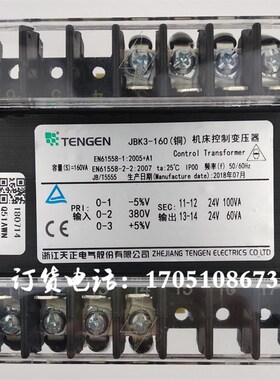 TENGEN
JBK3-160(铜) 机床控制变压器
Control Transformer
EN61558-1:2005+A1
容量(S)=160VA EN61558-2-2:2007 ta:25℃ IP00 频率(f) 50/60Hz
JB/T5555 生产日期(Manufacture date):2018年07月
PRI: 0-1 -5%V SEC: 11-12 24V 100VA
输入 0-2 380V 输出 13-14 24V 60VA
0-3 +5%V
浙江天正电气股份有限公司 ZHEJIANG TENGEN ELECTRICS CO.LTD
180714
订货电话: 17051086731